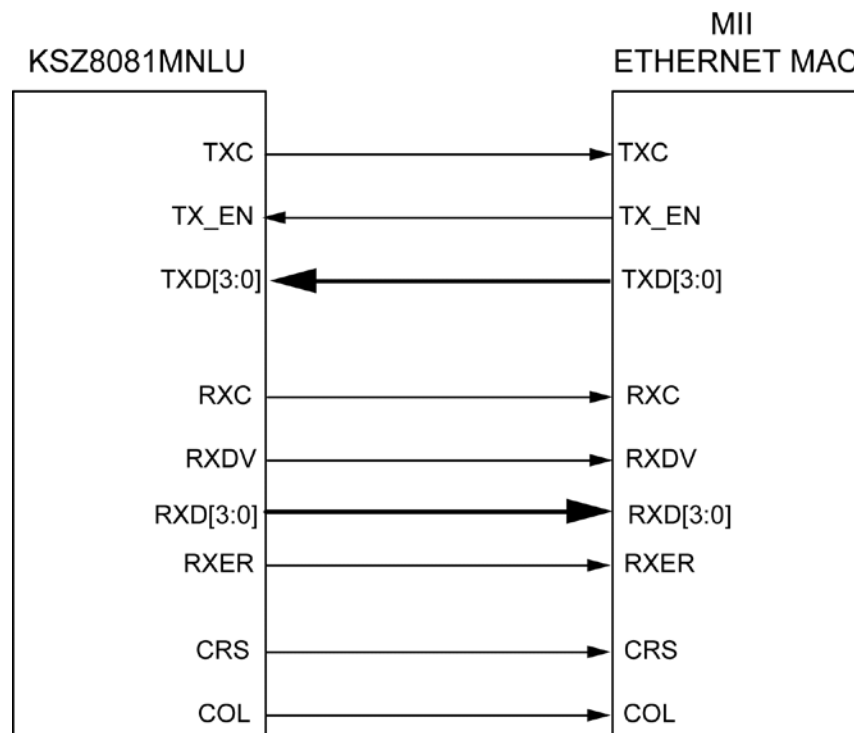 MII
KSZ8081MNLU ETHERNET MAC
TXC TXC
TX_EN TX_EN
TXD[3:0] TXD[3:0]
RXC RXC
RXDV RXDV
RXD[3:0] RXD[3:0]
RXER RXER
CRS CRS
COL COL